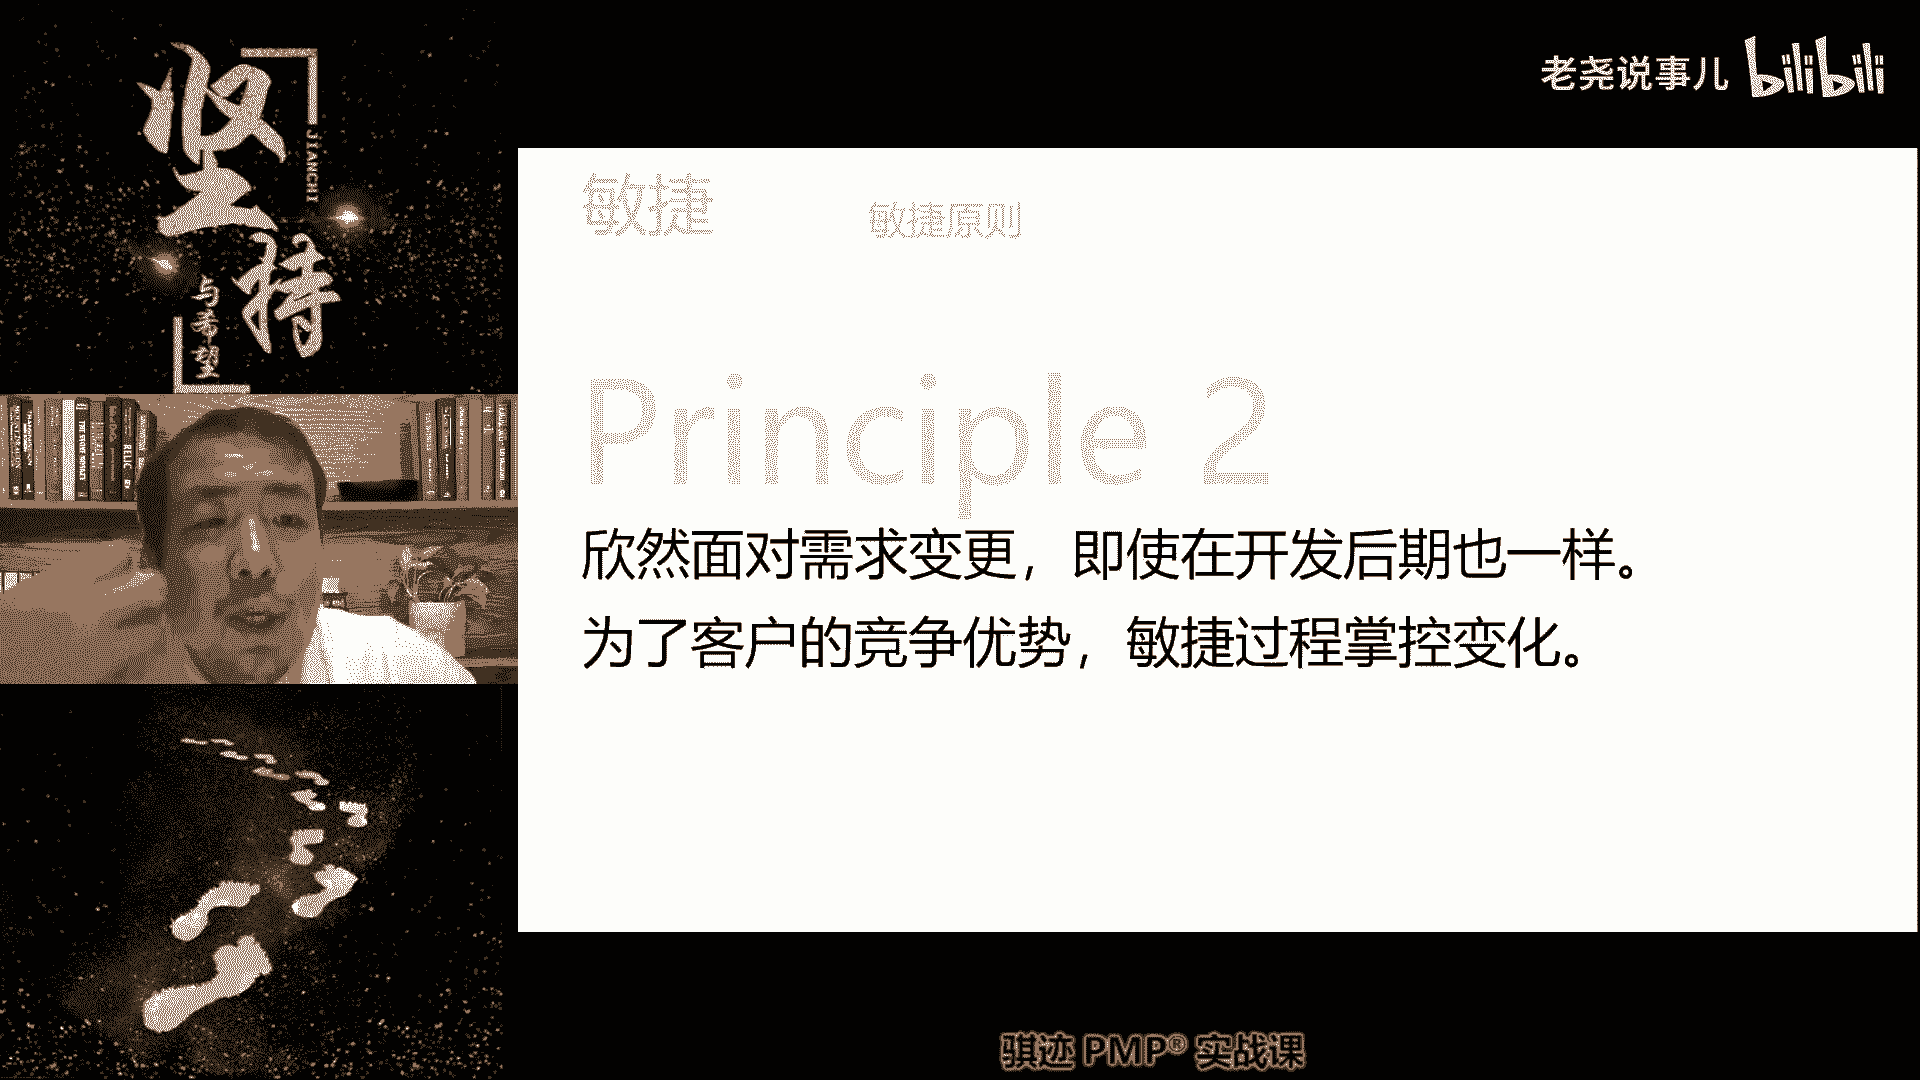 老尧说事儿 bilibili
坚持
JIANCHI
与希望
敏捷
敏捷原则
Principle 2
欣然面对需求变更，即使在开发后期也一样。
为了客户的竞争优势，敏捷过程掌控变化。
骐迹 PMP® 实战课